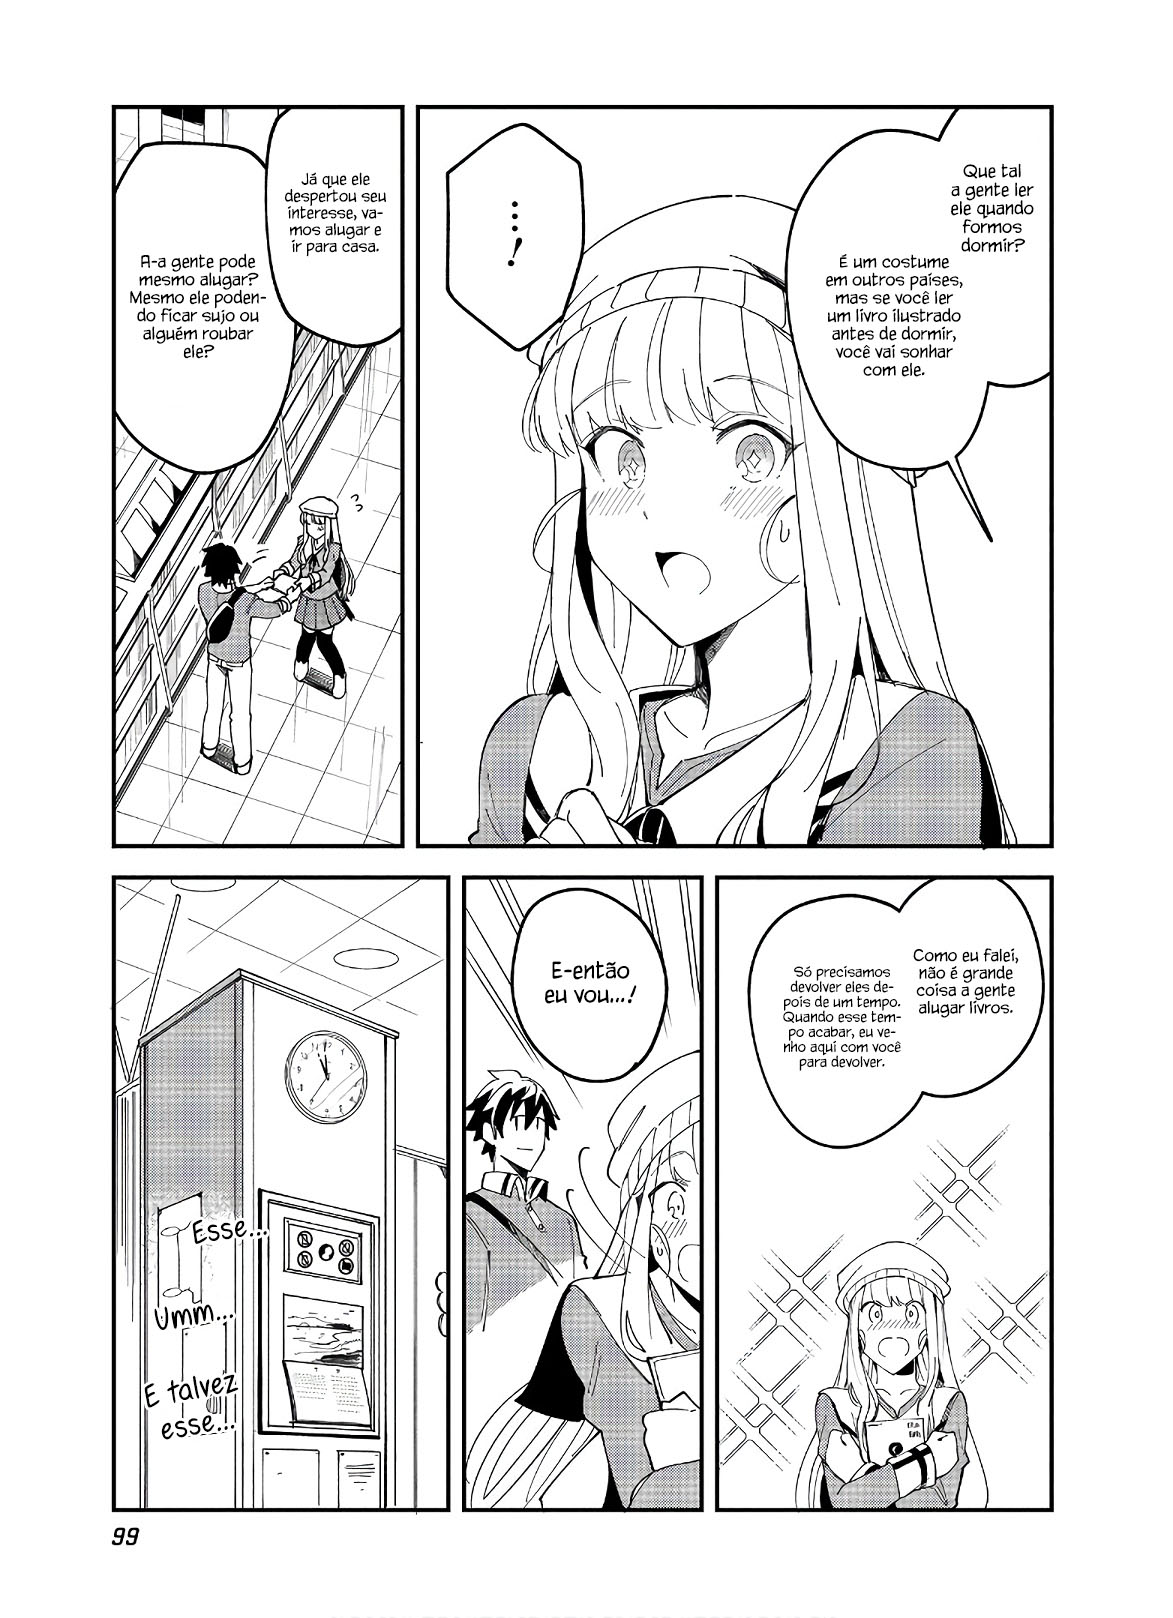 Que tal
a gente ler
ele quando
formos
dormir?
É um costume
em outros países,
mas se você ler
um livro ilustrado
antes de dormir,
você vai sonhar
com ele.
....!
Já que ele
despertou seu
interesse, va-
mos alugar e
ir para casa.
A-a gente pode
mesmo alugar?
Mesmo ele poden-
do ficar sujo ou
alguém roubar
ele?
Como eu falei,
não é grande
coisa a gente
alugar livros.
Só precisamos
devolver eles de-
pois de um tempo.
Quando esse tem-
po acabar, eu ve-
nho aqui com você
para devolver.
E-então
eu vou...!
Esse...
Umm...
E talvez
esse...
99